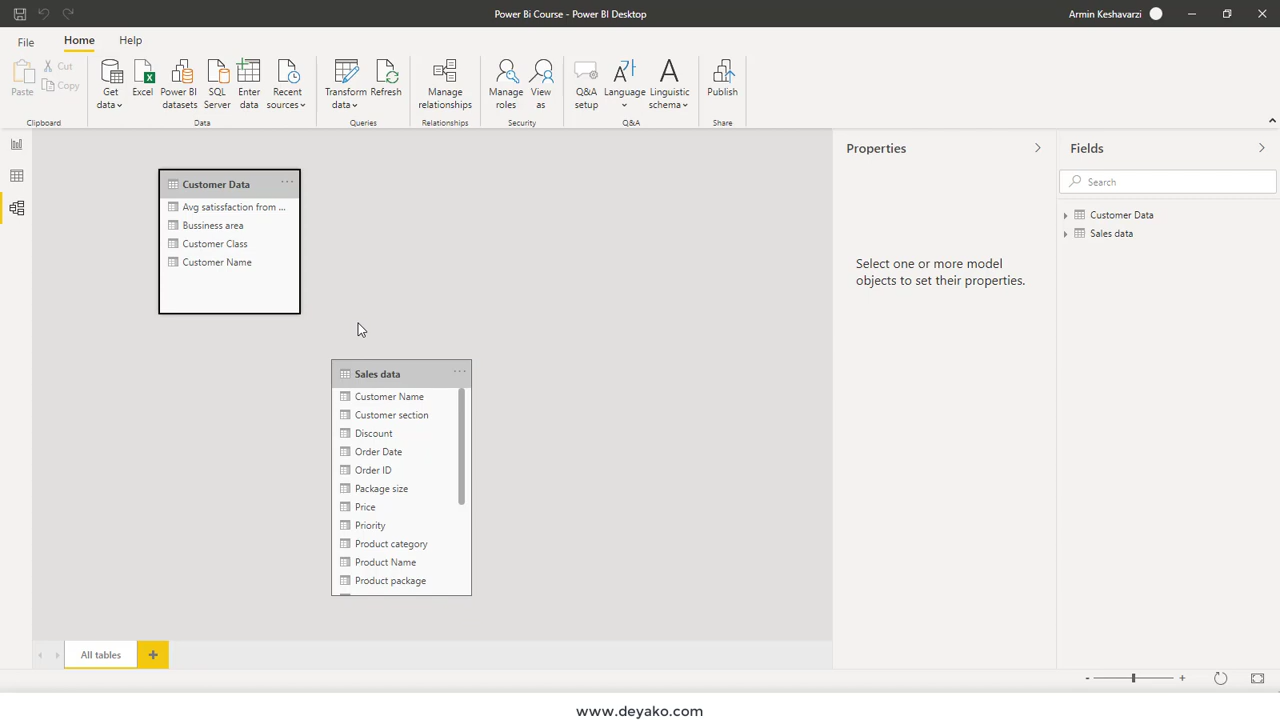 Power Bi Course - Power BI Desktop
Armin Keshavarzi
File
Home
Help
Paste
Cut
Copy
Clipboard
Get data
Excel
Power BI datasets
SQL Server
Enter data
Recent sources
Data
Transform data
Refresh
Queries
Manage relationships
Relationships
Manage roles
View as
Security
Q&A setup
Language
Linguistic schema
Q&A
Publish
Share
Customer Data
Avg satissfaction from ...
Bussiness area
Customer Class
Customer Name
Sales data
Customer Name
Customer section
Discount
Order Date
Order ID
Package size
Price
Priority
Product category
Product Name
Product package
Properties
Select one or more model
objects to set their properties.
Fields
Search
Customer Data
Sales data
All tables
www.deyako.com